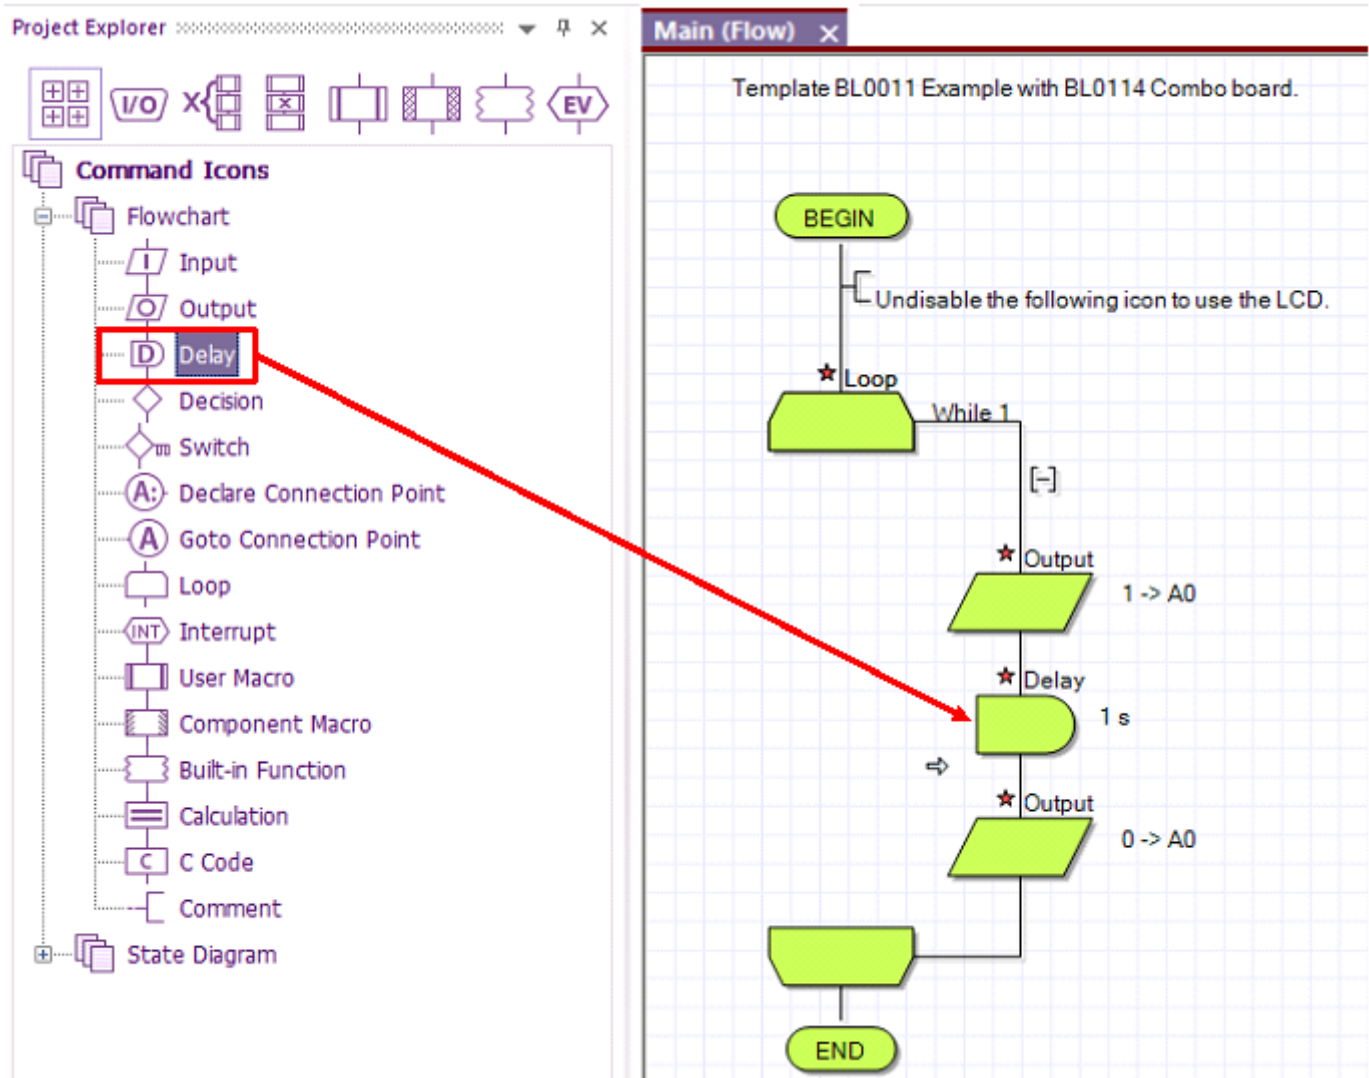 Project Explorer
I/O
X
X
EV
Command Icons
Flowchart
I Input
O Output
D Delay
Decision
Switch
A: Declare Connection Point
A Goto Connection Point
Loop
INT Interrupt
User Macro
Component Macro
Built-in Function
Calculation
C C Code
Comment
State Diagram
Main (Flow)
Template BL0011 Example with BL0114 Combo board.
BEGIN
Undisable the following icon to use the LCD.
Loop
While 1
Output
1 -> A0
Delay
1 s
Output
0 -> A0
END